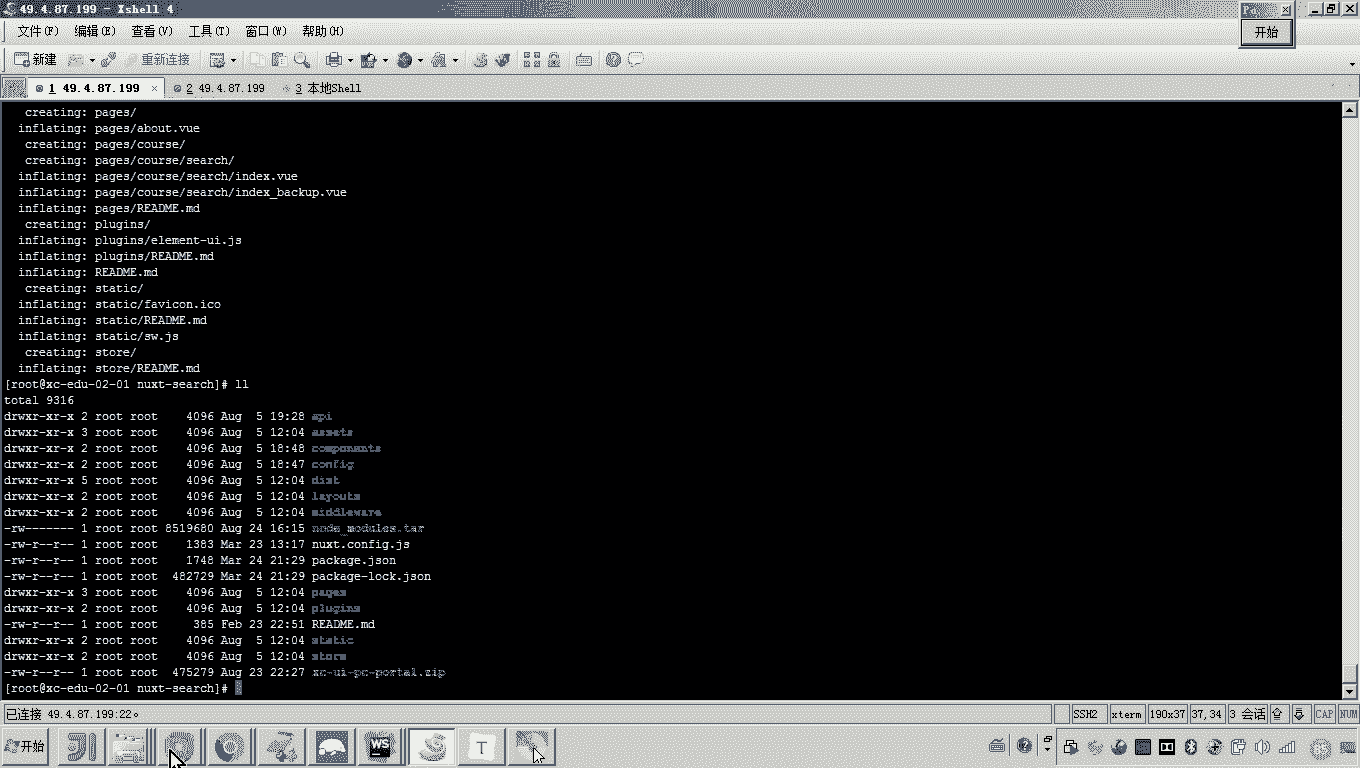 49.4.87.199 - Xshell 4
文件(F) 编辑(E) 查看(V) 工具(T) 窗口(W) 帮助(H)
开始
新建 重新连接
1 49.4.87.199 × 2 49.4.87.199 3 本地Shell
creating: pages/
inflating: pages/about.vue
creating: pages/course/
creating: pages/course/search/
inflating: pages/course/search/index.vue
inflating: pages/course/search/index_backup.vue
inflating: pages/README.md
creating: plugins/
inflating: plugins/element-ui.js
inflating: plugins/README.md
inflating: README.md
creating: static/
inflating: static/favicon.ico
inflating: static/README.md
inflating: static/sw.js
creating: store/
inflating: store/README.md
[root@xc-edu-02-01 nuxt-search]# ll
total 9316
drwxr-xr-x 2 root root 4096 Aug 5 19:28 api
drwxr-xr-x 3 root root 4096 Aug 5 12:04 assets
drwxr-xr-x 2 root root 4096 Aug 5 18:48 components
drwxr-xr-x 2 root root 4096 Aug 5 18:47 config
drwxr-xr-x 5 root root 4096 Aug 5 12:04 dist
drwxr-xr-x 2 root root 4096 Aug 5 12:04 layouts
drwxr-xr-x 2 root root 4096 Aug 5 12:04 middleware
-rw------- 1 root root 8519680 Aug 24 16:15 node_modules.tar
-rw-r--r-- 1 root root 1383 Mar 23 13:17 nuxt.config.js
-rw-r--r-- 1 root root 1748 Mar 24 21:29 package.json
-rw-r--r-- 1 root root 482729 Mar 24 21:29 package-lock.json
drwxr-xr-x 3 root root 4096 Aug 5 12:04 pages
drwxr-xr-x 2 root root 4096 Aug 5 12:04 plugins
-rw-r--r-- 1 root root 385 Feb 23 22:51 README.md
drwxr-xr-x 2 root root 4096 Aug 5 12:04 static
drwxr-xr-x 2 root root 4096 Aug 5 12:04 store
-rw-r--r-- 1 root root 475279 Aug 23 22:27 xc-ui-pc-portal.zip
[root@xc-edu-02-01 nuxt-search]#
已连接 49.4.87.199:22。 SSH2 xterm 190x37 37,34 3 会话 CAP NUM
开始 WS T